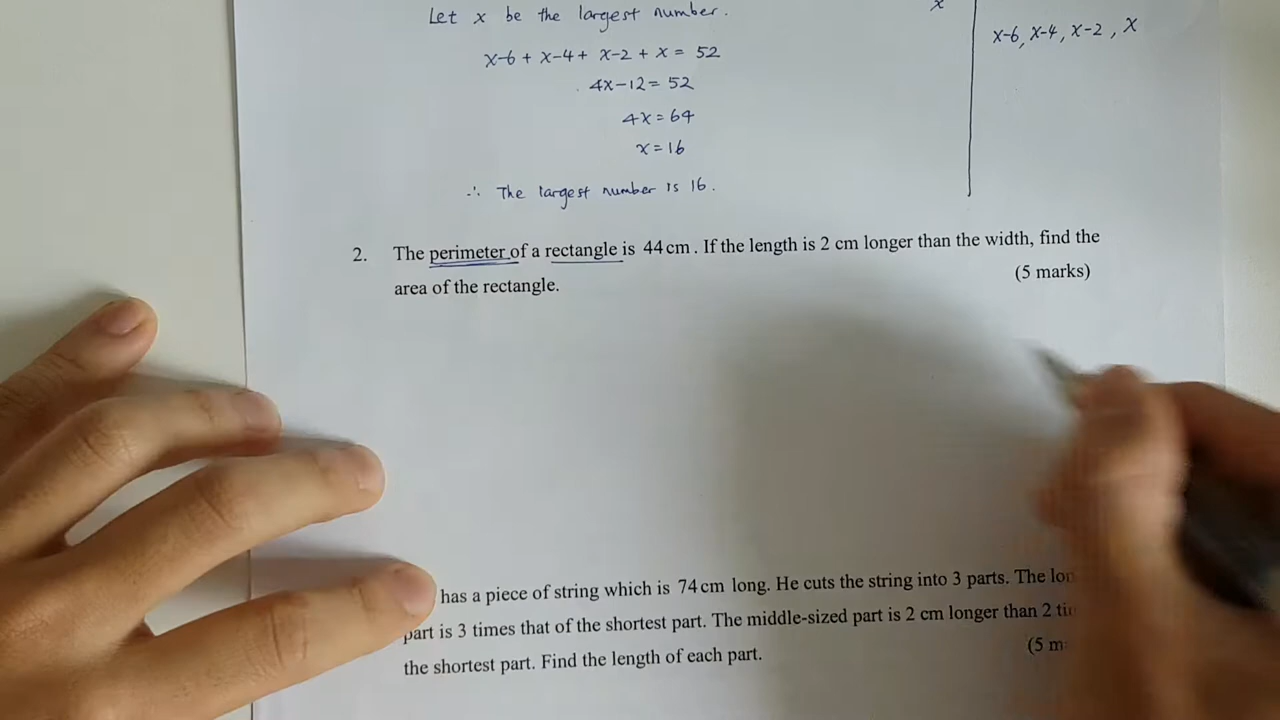 Let x be the largest number.
x
x-6, x-4, x-2, x
x-6 + x-4 + x-2 + x = 52
4x-12 = 52
4x = 64
x = 16
∴ The largest number is 16.
2. The perimeter of a rectangle is 44 cm. If the length is 2 cm longer than the width, find the
area of the rectangle. (5 marks)
has a piece of string which is 74 cm long. He cuts the string into 3 parts. The
part is 3 times that of the shortest part. The middle-sized part is 2 cm longer than 2
the shortest part. Find the length of each part. (5